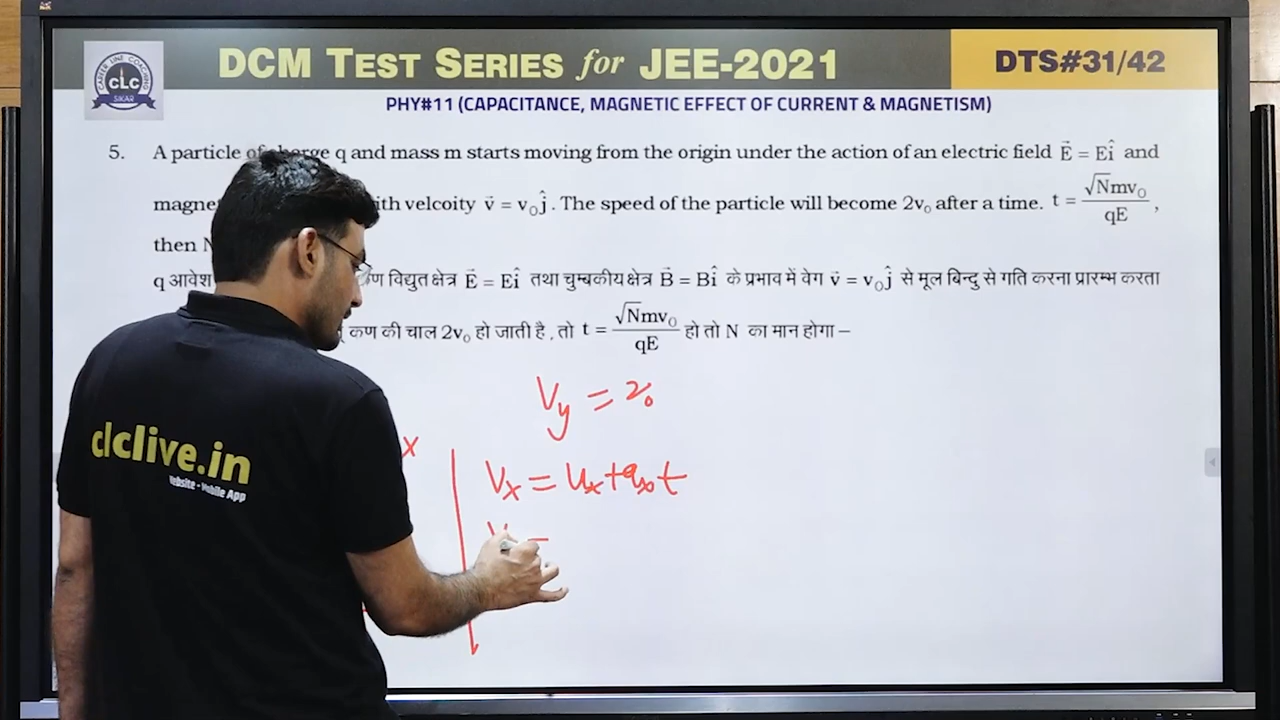 DCM TEST SERIES for JEE-2021
DTS#31/42
CAREER LINE COACHING
CLC
SIKAR
PHY#11 (CAPACITANCE, MAGNETIC EFFECT OF CURRENT & MAGNETISM)
5. A particle of charge q and mass m starts moving from the origin under the action of an electric field E⃗ = Eî and
magne ith velcoity v⃗ = v₀ĵ. The speed of the particle will become 2v₀ after a time. t = √Nmv₀/qE,
then N
q आवेश ण विद्युत क्षेत्र E⃗ = Eî तथा चुम्बकीय क्षेत्र B⃗ = Bî के प्रभाव में वेग v⃗ = v₀ĵ से मूल बिन्दु से गति करना प्रारम्भ करता
कण की चाल 2v₀ हो जाती है, तो t = √Nmv₀/qE हो तो N का मान होगा –
Vy = v₀
x
Vx = ux + axt
clclive.in
Website - Mobile App